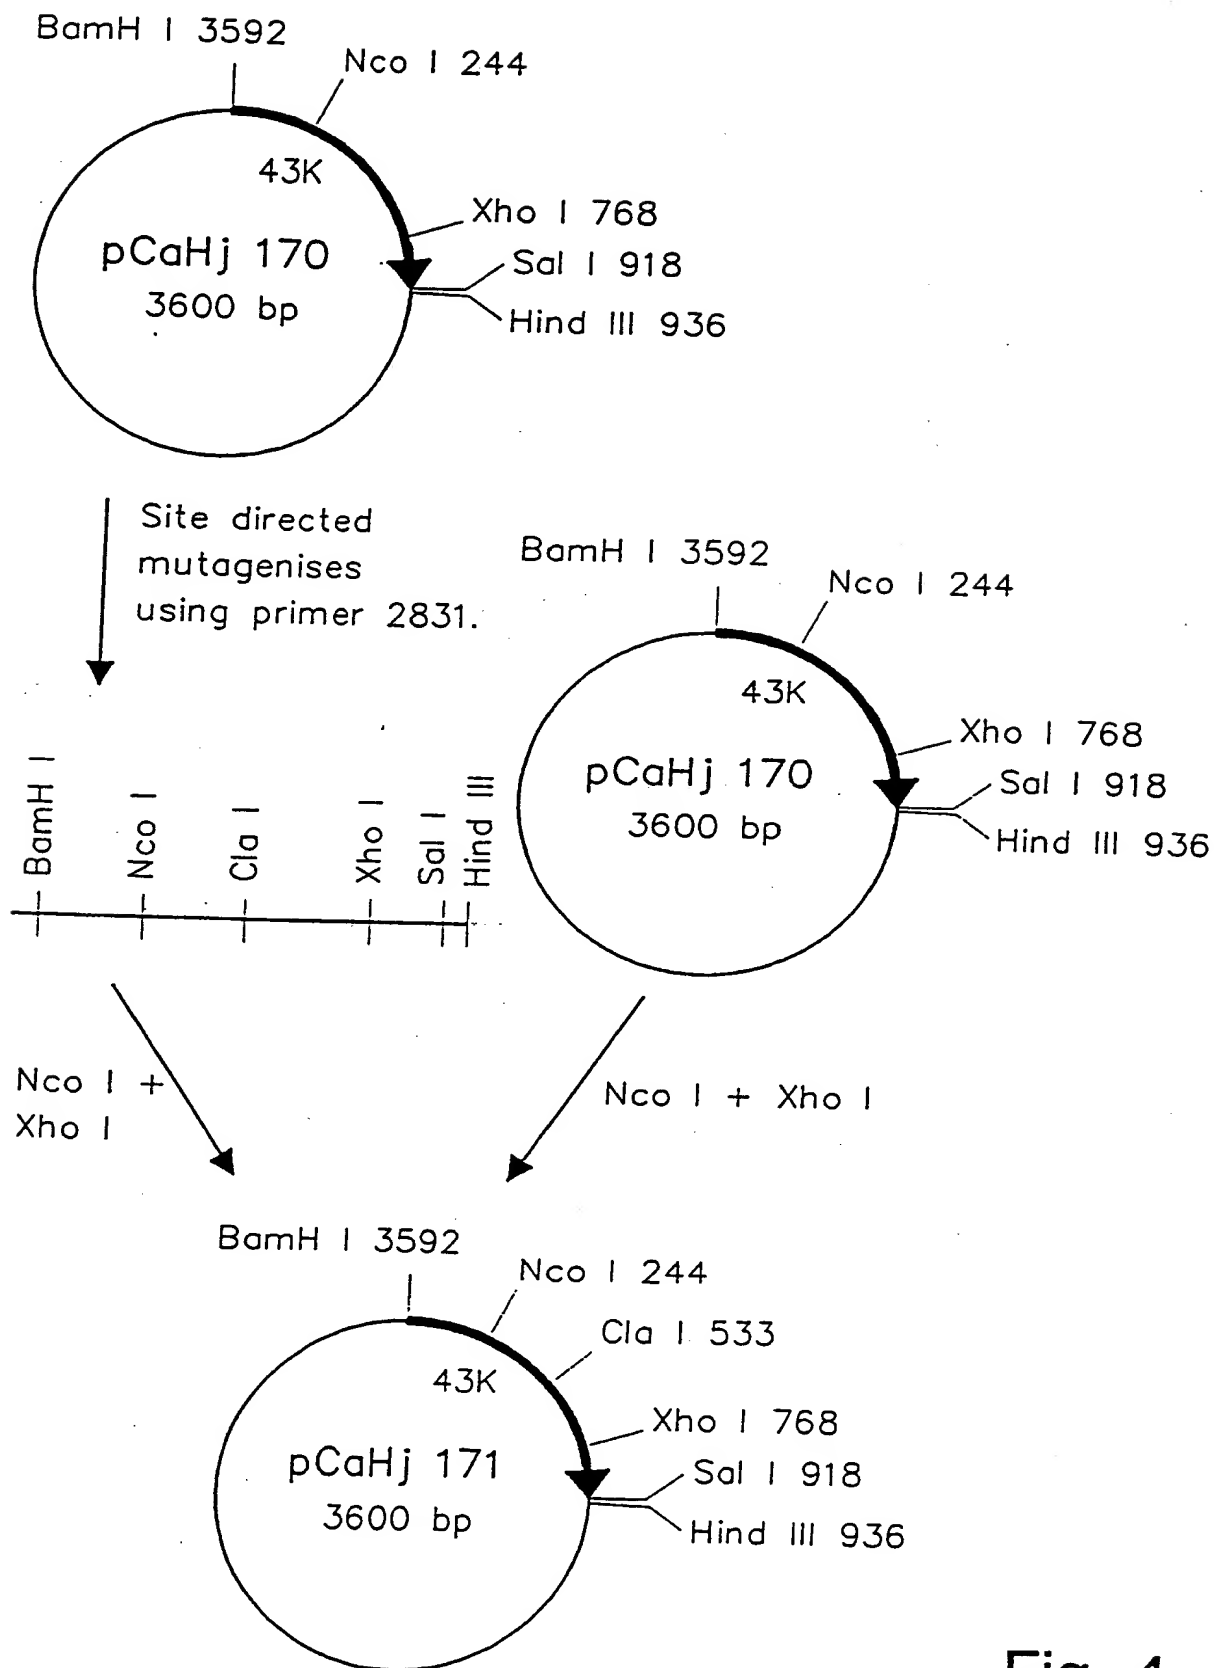 BamH I 3592
Nco I 244
43K
Xho I 768
pCaHj 170
Sal I 918
3600 bp
Hind III 936
Site directed
mutagenises
using primer 2831.
BamH I 3592
Nco I 244
43K
Xho I 768
pCaHj 170
Sal I 918
3600 bp
Hind III 936
BamH I
Nco I
Cla I
Xho I
Sal I
Hind III
Nco I +
Xho I
Nco I + Xho I
BamH I 3592
Nco I 244
Cla I 533
43K
Xho I 768
pCaHj 171
Sal I 918
3600 bp
Hind III 936